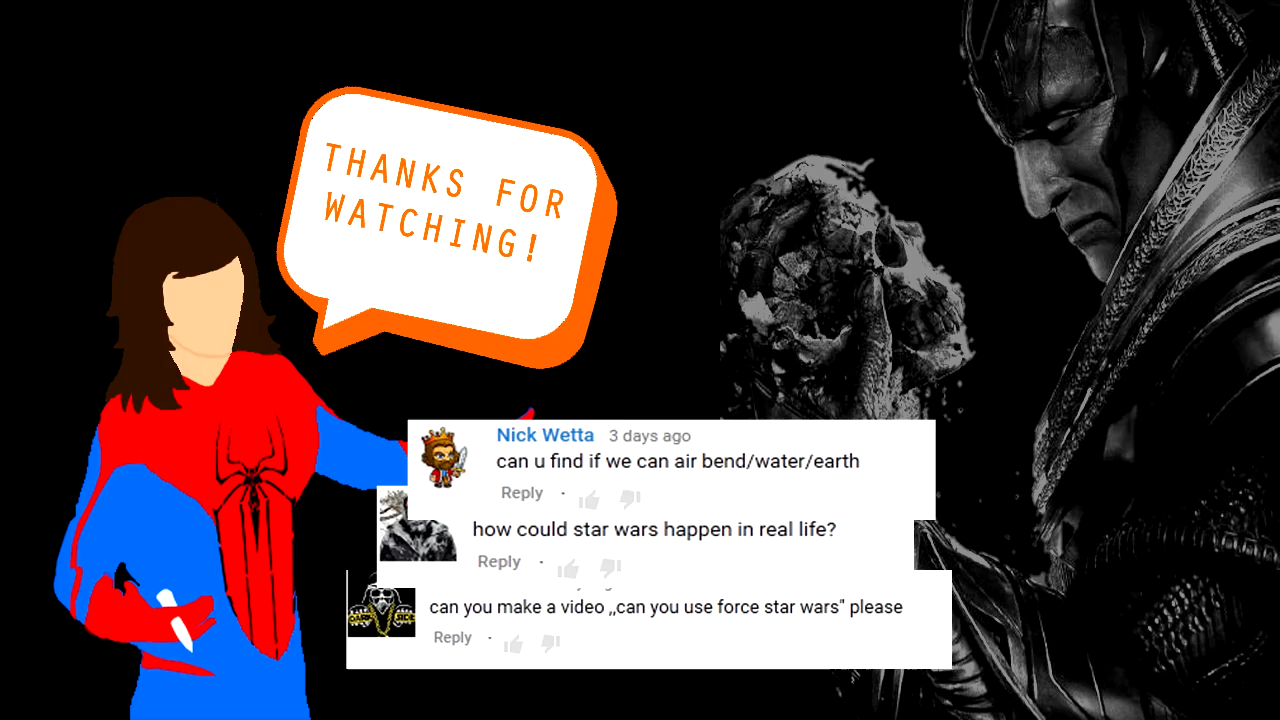 THANKS FOR
WATCHING!
Nick Wetta 3 days ago
can u find if we can air bend/water/earth
Reply ·
how could star wars happen in real life?
Reply ·
can you make a video ,,can you use force star wars" please
Reply ·